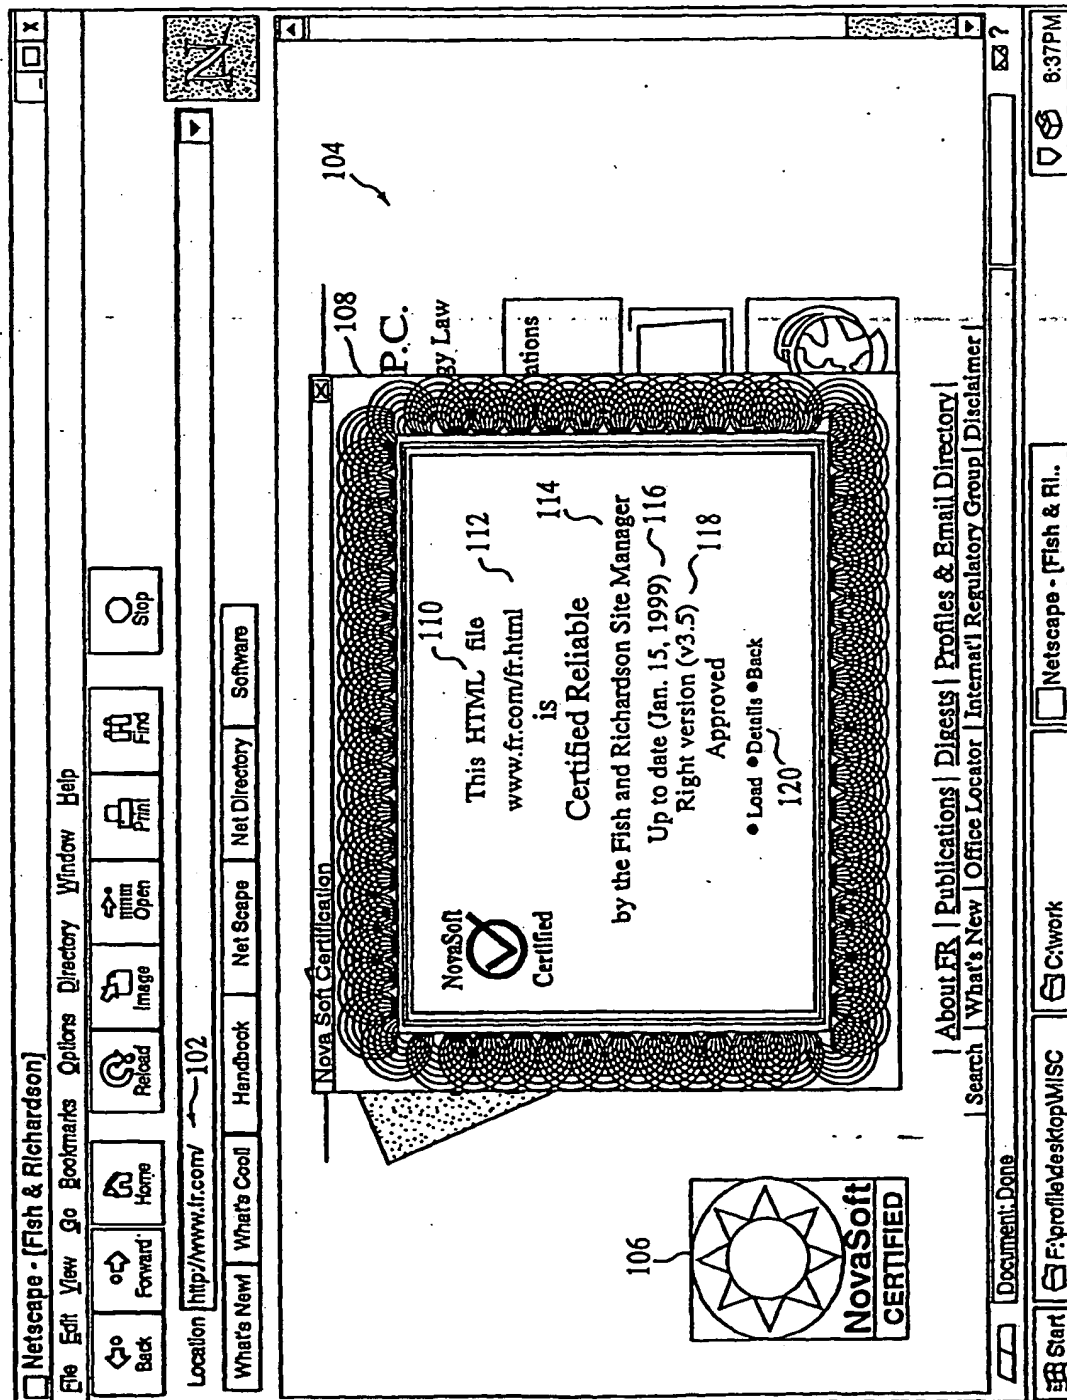 Netscape - [Fish & Richardson]
File Edit View Go Bookmarks Options Directory Window Help
Back Forward Home Reload Image Open Print Find Stop
Location http://www.fr.com/ 102
What's New! What's Cool! Handbook Net Scape Net Directory Software
N
104
108
P.C.
gy Law
ations
Nova Soft Certification
NovaSoft
Certified
110
This HTML file
112
www.fr.com/fr.html
is
Certified Reliable
114
by the Fish and Richardson Site Manager
Up to date (Jan. 15, 1999) 116
Right version (v3.5) 118
Approved
●Load ●Details ●Back
120
106
NovaSoft
CERTIFIED
| About FR | Publications | Digests | Profiles & Email Directory |
| Search | What's New | Office Locator | Internat'l Regulatory Group | Disclaimer |
Document: Done
?
Start F:\profile\desktop\MISC C:\work Netscape - [Fish & Ri.. 6:37PM